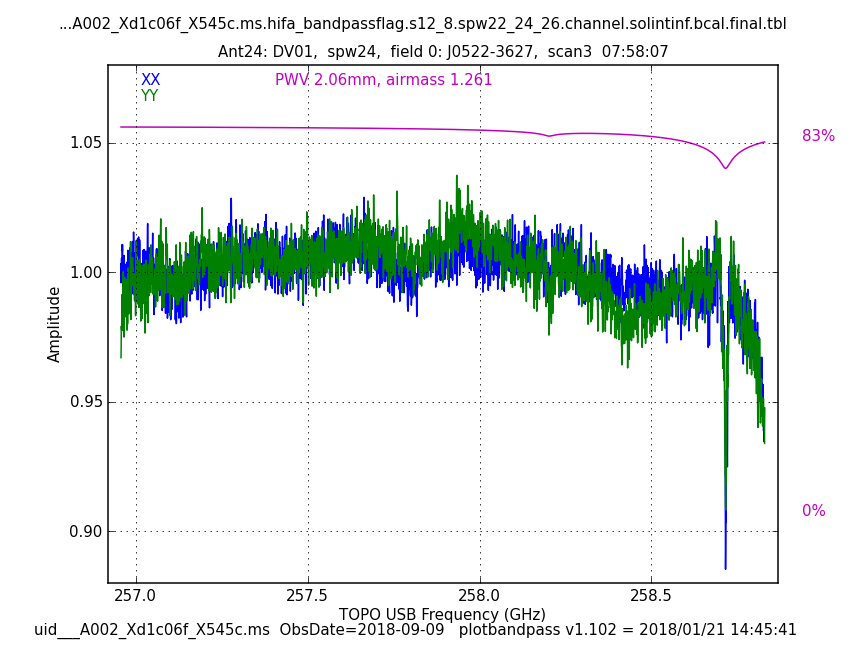 ...A002_Xd1c06f_X545c.ms.hifa_bandpassflag.s12_8.spw22_24_26.channel.solintinf.bcal.final.tbl
Ant24: DV01,  spw24,  field 0: J0522-3627,  scan3  07:58:07
XX
PWV 2.06mm, airmass 1.261
YY
83%
1.05
1.00
0.95
0.90
0%
Amplitude
257.0
257.5
258.0
258.5
TOPO USB Frequency (GHz)
uid___A002_Xd1c06f_X545c.ms  ObsDate=2018-09-09   plotbandpass v1.102 = 2018/01/21 14:45:41